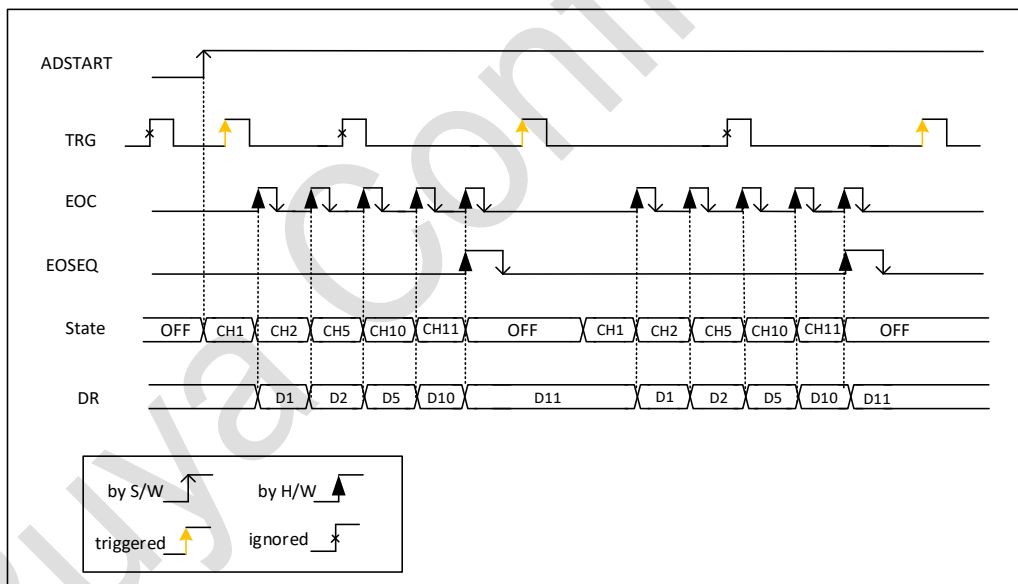 ADSTART
TRG
EOC
EOSEQ
State OFF CH1 CH2 CH5 CH10 CH11 OFF CH1 CH2 CH5 CH10 CH11 OFF
DR D1 D2 D5 D10 D11 D1 D2 D5 D10 D11
by S/W by H/W
triggered ignored